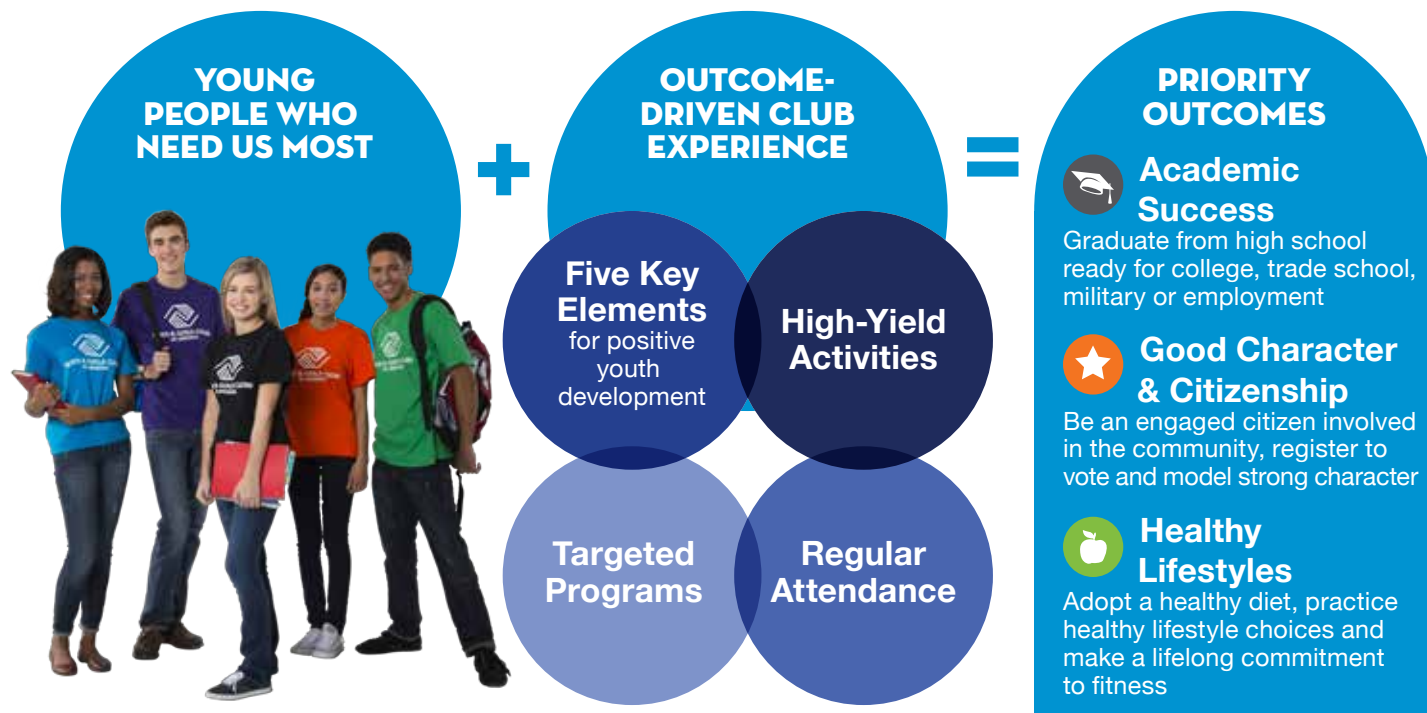 YOUNG
PEOPLE WHO
NEED US MOST
+
OUTCOME-
DRIVEN CLUB
EXPERIENCE
Five Key
Elements
for positive
youth
development
High-Yield
Activities
Targeted
Programs
Regular
Attendance
=
PRIORITY
OUTCOMES
Academic
Success
Graduate from high school
ready for college, trade school,
military or employment
Good Character
& Citizenship
Be an engaged citizen involved
in the community, register to
vote and model strong character
Healthy
Lifestyles
Adopt a healthy diet, practice
healthy lifestyle choices and
make a lifelong commitment
to fitness